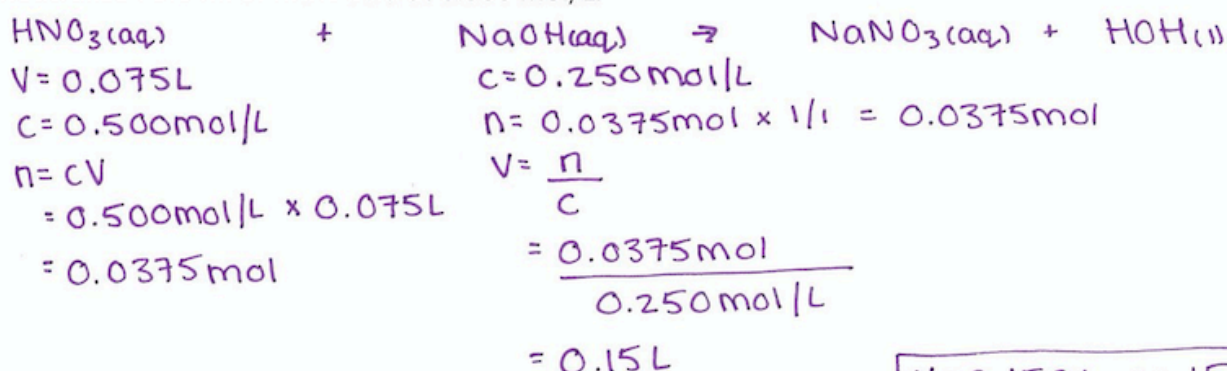 HNO₃(aq) + NaOH(aq) → NaNO₃(aq) + HOH(l)
V= 0.075L
C= 0.250mol/L
C= 0.500mol/L
n= 0.0375mol x 1/1 = 0.0375mol
n= CV
V= n/C
= 0.500mol/L x 0.075L
= 0.0375mol
= 0.0375mol
0.250mol/L
= 0.15L